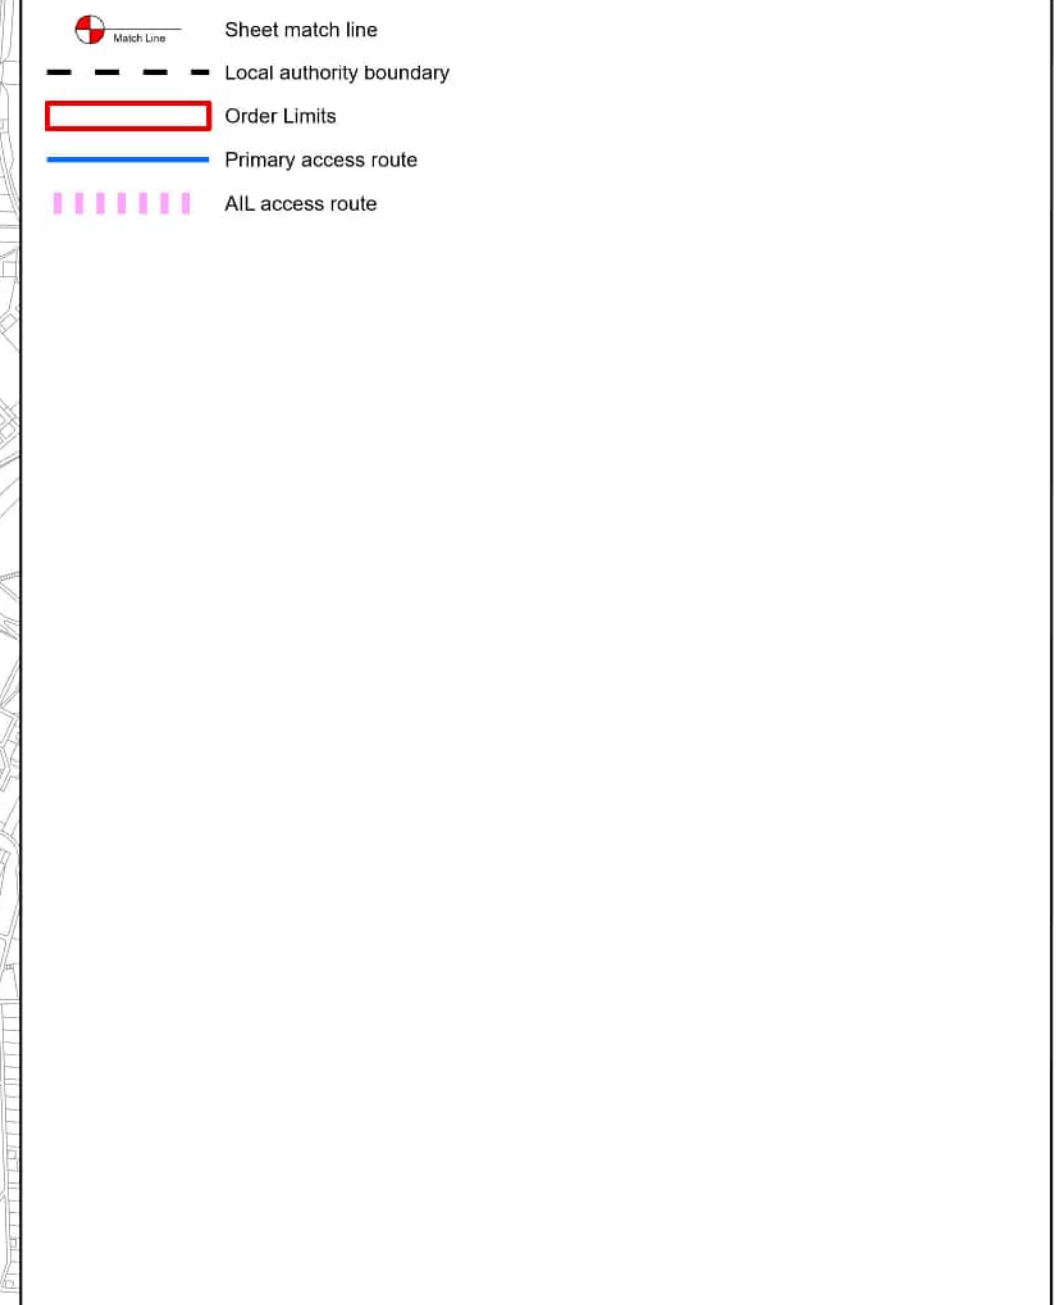 Match Line Sheet match line
Local authority boundary
Order Limits
Primary access route
AIL access route